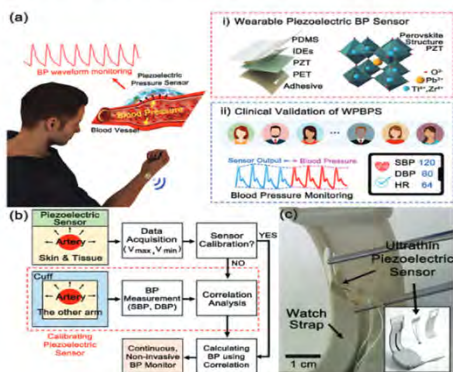 (a)
BP waveform monitoring
Piezoelectric
Pressure Sensor
Blood Pressure
Blood Vessel
i) Wearable Piezoelectric BP Sensor
PDMS
IDEs
PZT
PET
Adhesive
Perovskite
Structure
PZT
O²⁻
Pb²⁺
Ti⁴⁺,Zr⁴⁺
ii) Clinical Validation of WPBPS
...
Sensor Output
Blood Pressure
Blood Pressure Monitoring
SBP 120
DBP 80
HR 64
(b)
Piezoelectric
Sensor
Artery
Skin & Tissue
Data
Acquisition
(Vmax, Vmin)
Sensor
Calibration?
YES
NO
Cuff
Artery
The other arm
BP
Measurement
(SBP, DBP)
Correlation
Analysis
Calibrating
Piezoelectric
Sensor
Continuous,
Non-invasive
BP Monitor
Calculating
BP using
Correlation
(c)
Ultrathin
Piezoelectric
Sensor
Watch
Strap
1 cm